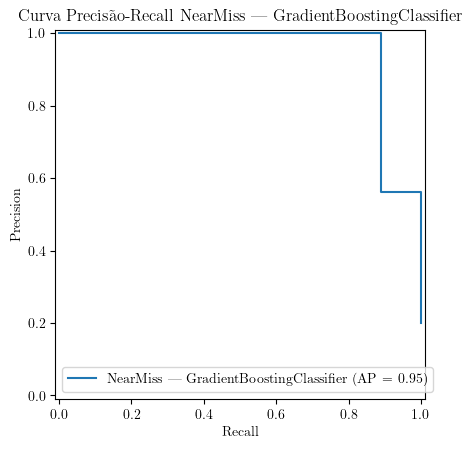 Curva Precisão-Recall NearMiss — GradientBoostingClassifier
1.0
0.8
0.6
0.4
0.2
0.0
Precision
NearMiss — GradientBoostingClassifier (AP = 0.95)
0.0 0.2 0.4 0.6 0.8 1.0
Recall